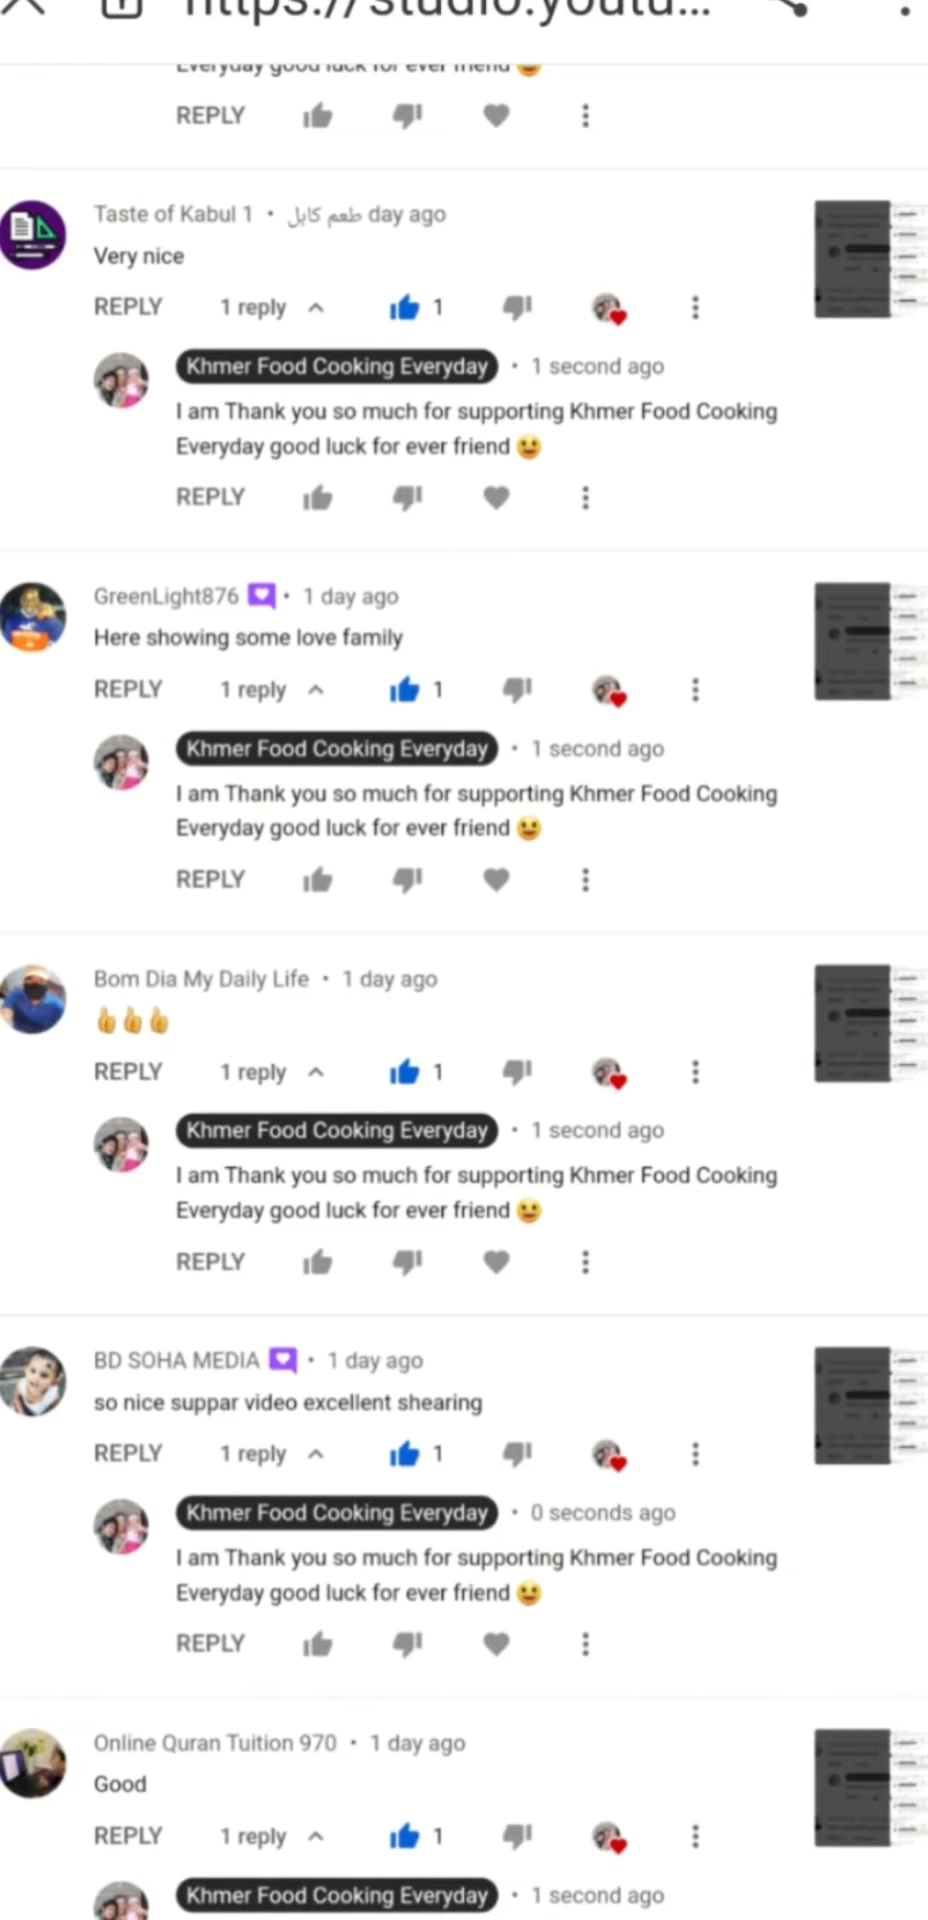 https://studio.youtu...
Everyday good luck for ever friend 😀
REPLY
Taste of Kabul 1 • طعم کابل day ago
Very nice
REPLY 1 reply 1
Khmer Food Cooking Everyday • 1 second ago
I am Thank you so much for supporting Khmer Food Cooking
Everyday good luck for ever friend 😀
REPLY
GreenLight876 • 1 day ago
Here showing some love family
REPLY 1 reply 1
Khmer Food Cooking Everyday • 1 second ago
I am Thank you so much for supporting Khmer Food Cooking
Everyday good luck for ever friend 😀
REPLY
Bom Dia My Daily Life • 1 day ago
👍👍👍
REPLY 1 reply 1
Khmer Food Cooking Everyday • 1 second ago
I am Thank you so much for supporting Khmer Food Cooking
Everyday good luck for ever friend 😀
REPLY
BD SOHA MEDIA • 1 day ago
so nice suppar video excellent shearing
REPLY 1 reply 1
Khmer Food Cooking Everyday • 0 seconds ago
I am Thank you so much for supporting Khmer Food Cooking
Everyday good luck for ever friend 😀
REPLY
Online Quran Tuition 970 • 1 day ago
Good
REPLY 1 reply 1
Khmer Food Cooking Everyday • 1 second ago